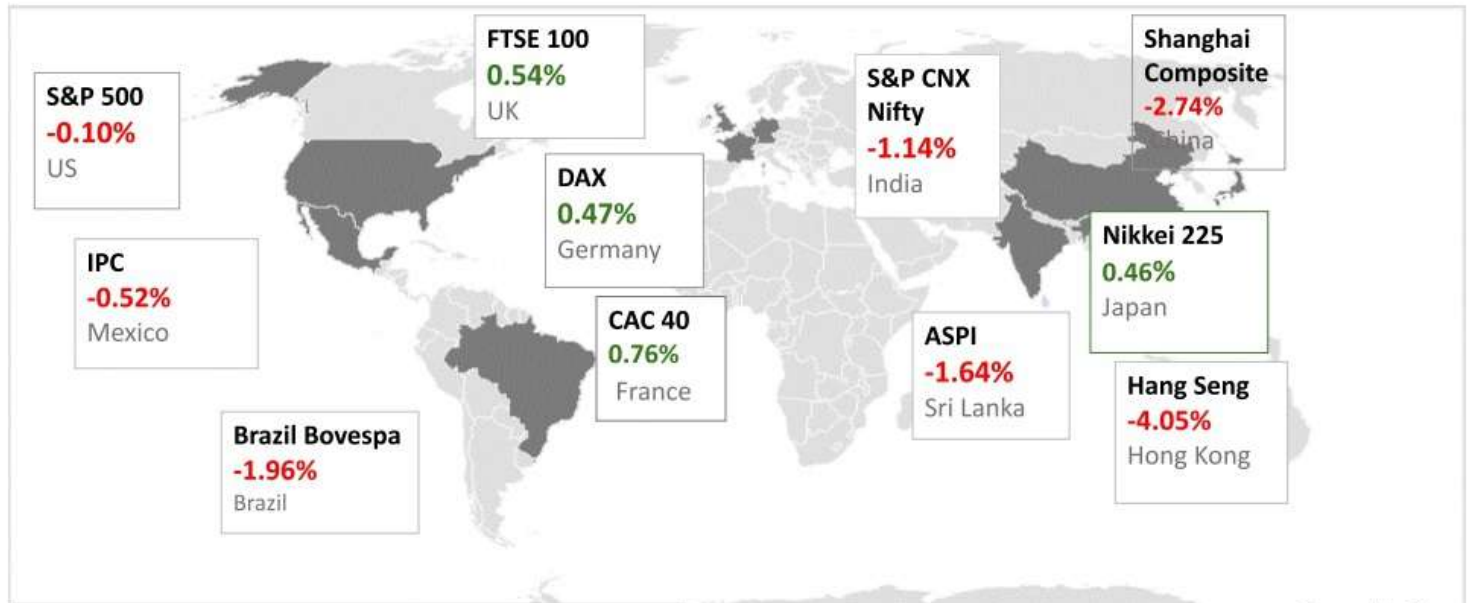 S&P 500
-0.10%
US
FTSE 100
0.54%
UK
S&P CNX
Nifty
-1.14%
India
Shanghai
Composite
-2.74%
China
DAX
0.47%
Germany
IPC
-0.52%
Mexico
Nikkei 225
0.46%
Japan
CAC 40
0.76%
France
ASPI
-1.64%
Sri Lanka
Hang Seng
-4.05%
Hong Kong
Brazil Bovespa
-1.96%
Brazil